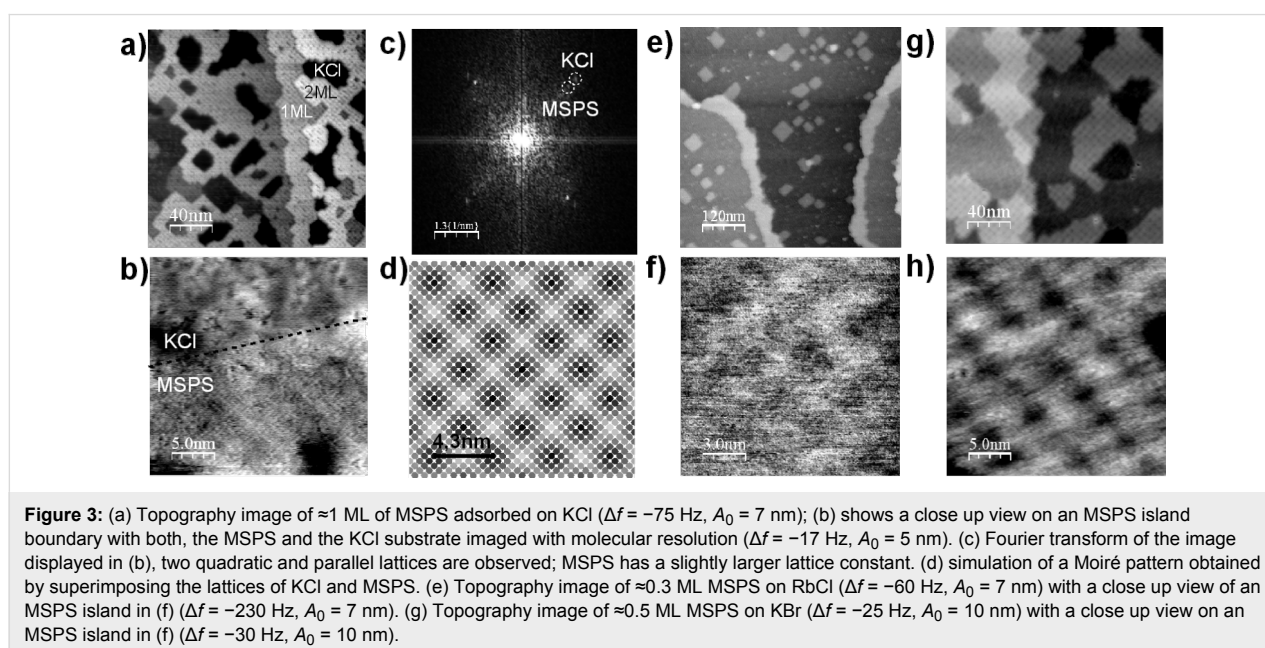 a)
KCl
2ML
1ML
40nm
c)
KCl
MSPS
1.3{1/nm}
e)
120nm
g)
40nm
b)
KCl
MSPS
5.0nm
d)
4.3nm
f)
3.0nm
h)
5.0nm
Figure 3: (a) Topography image of ≈1 ML of MSPS adsorbed on KCl (Δf = −75 Hz, A0 = 7 nm); (b) shows a close up view on an MSPS island
boundary with both, the MSPS and the KCl substrate imaged with molecular resolution (Δf = −17 Hz, A0 = 5 nm). (c) Fourier transform of the image
displayed in (b), two quadratic and parallel lattices are observed; MSPS has a slightly larger lattice constant. (d) simulation of a Moiré pattern obtained
by superimposing the lattices of KCl and MSPS. (e) Topography image of ≈0.3 ML MSPS on RbCl (Δf = −60 Hz, A0 = 7 nm) with a close up view of an
MSPS island in (f) (Δf = −230 Hz, A0 = 7 nm). (g) Topography image of ≈0.5 ML MSPS on KBr (Δf = −25 Hz, A0 = 10 nm) with a close up view on an
MSPS island in (f) (Δf = −30 Hz, A0 = 10 nm).